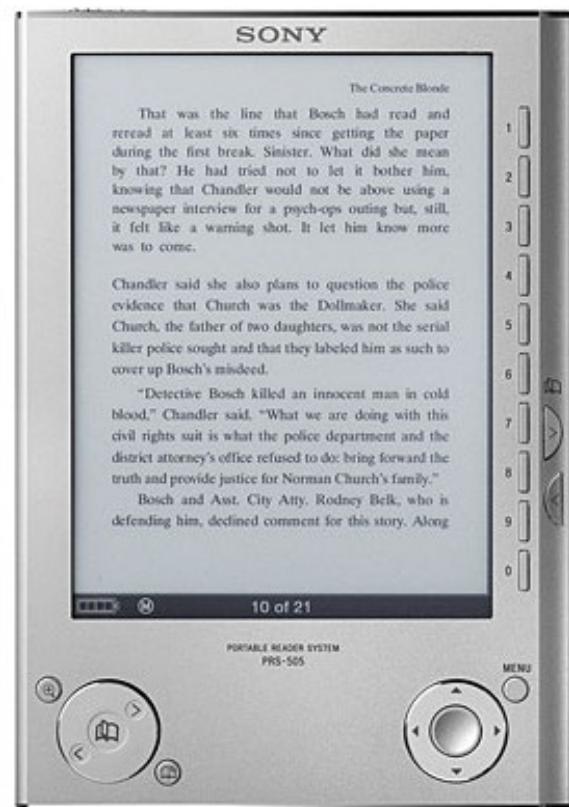 SONY
The Concrete Blonde
That was the line that Bosch had read and
reread at least six times since getting the paper
during the first break. Sinister. What did she mean
by that? He had tried not to let it bother him,
knowing that Chandler would not be above using a
newspaper interview for a psych-ops outing but, still,
it felt like a warning shot. It let him know more
was to come.
Chandler said she also plans to question the police
evidence that Church was the Dollmaker. She said
Church, the father of two daughters, was not the serial
killer police sought and that they labeled him as such to
cover up Bosch's misdeed.
"Detective Bosch killed an innocent man in cold
blood," Chandler said. "What we are doing with this
civil rights suit is what the police department and the
district attorney's office refused to do: bring forward the
truth and provide justice for Norman Church's family."
Bosch and Asst. City Atty. Rodney Belk, who is
defending him, declined comment for this story. Along
M 10 of 21
1
2
3
4
5
6
7
8
9
0
PORTABLE READER SYSTEM
PRS-505
MENU